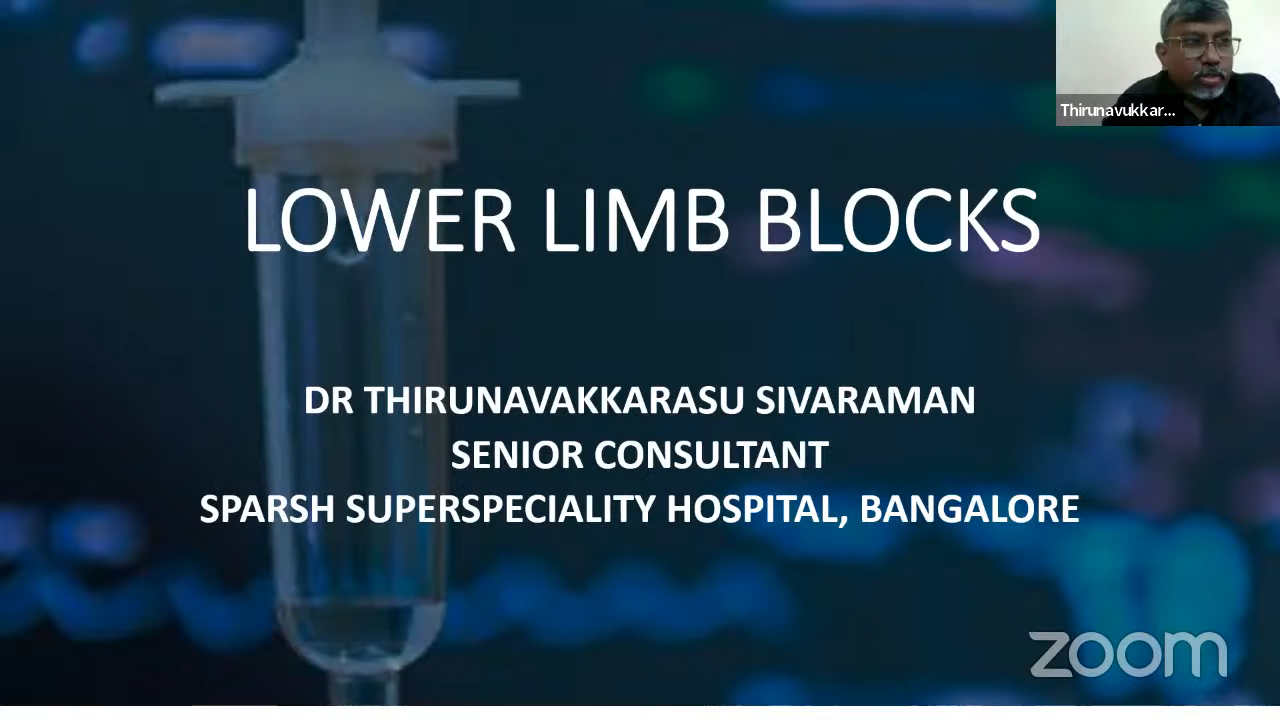 Thirunavukkar...
LOWER LIMB BLOCKS
DR THIRUNAVAKKARASU SIVARAMAN
SENIOR CONSULTANT
SPARSH SUPERSPECIALITY HOSPITAL, BANGALORE
zoom